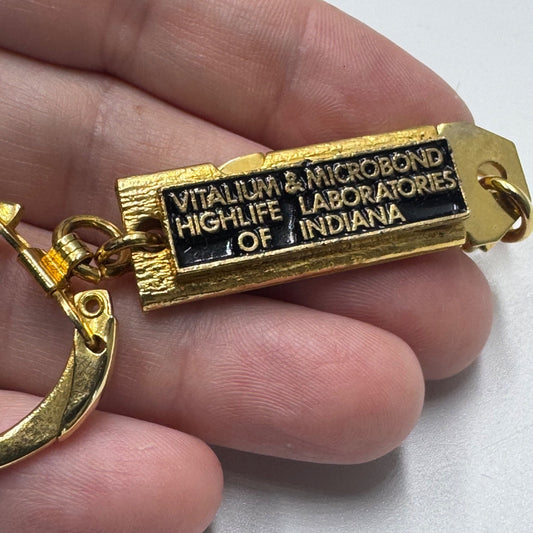 VITALIUM & MICROBOND
HIGHLIFE LABORATORIES
OF INDIANA